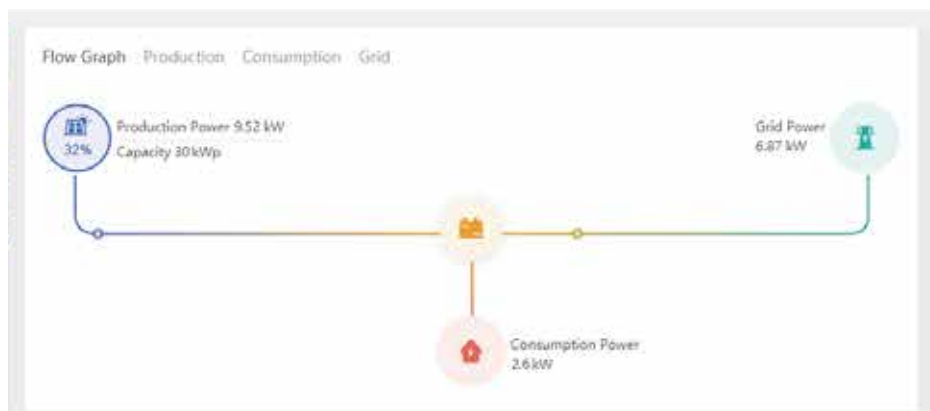 Flow Graph Production Consumption Grid
Production Power 9.52 kW
Capacity 30 kWp
32%
Grid Power
6.87 kW
Consumption Power
2.6 kW